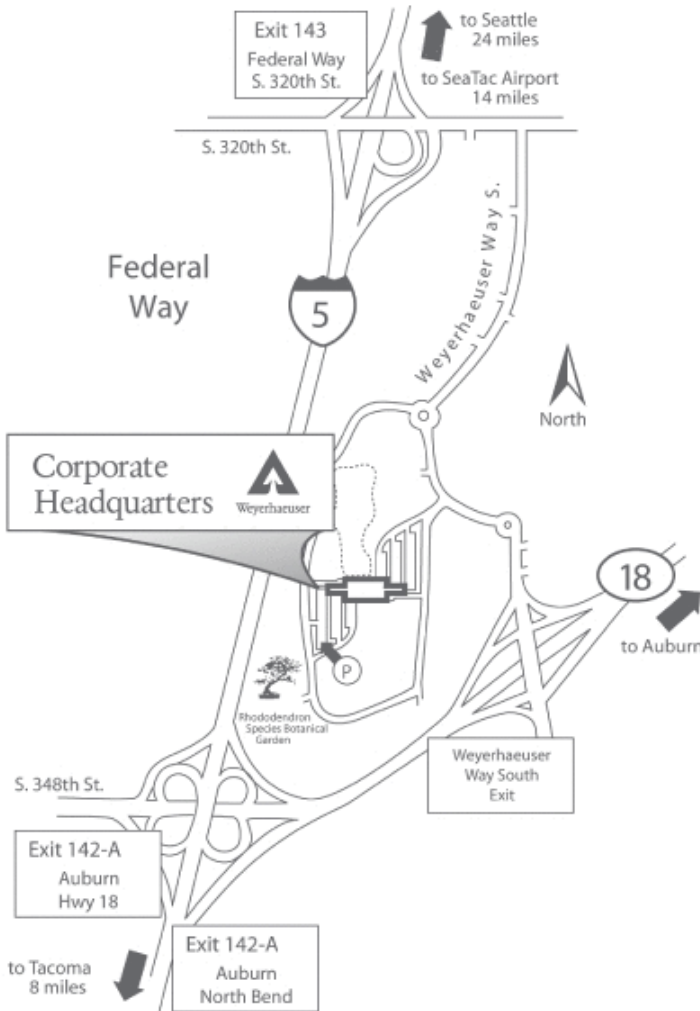 Exit 143
Federal Way
S. 320th St.
to Seattle
24 miles
to SeaTac Airport
14 miles
S. 320th St.
Weyerhaeuser Way S.
Federal
Way
5
North
Corporate
Headquarters
Weyerhaeuser
18
to Auburn
P
Rhododendron
Species Botanical
Garden
Weyerhaeuser
Way South
Exit
S. 348th St.
Exit 142-A
Auburn
Hwy 18
Exit 142-A
Auburn
North Bend
to Tacoma
8 miles